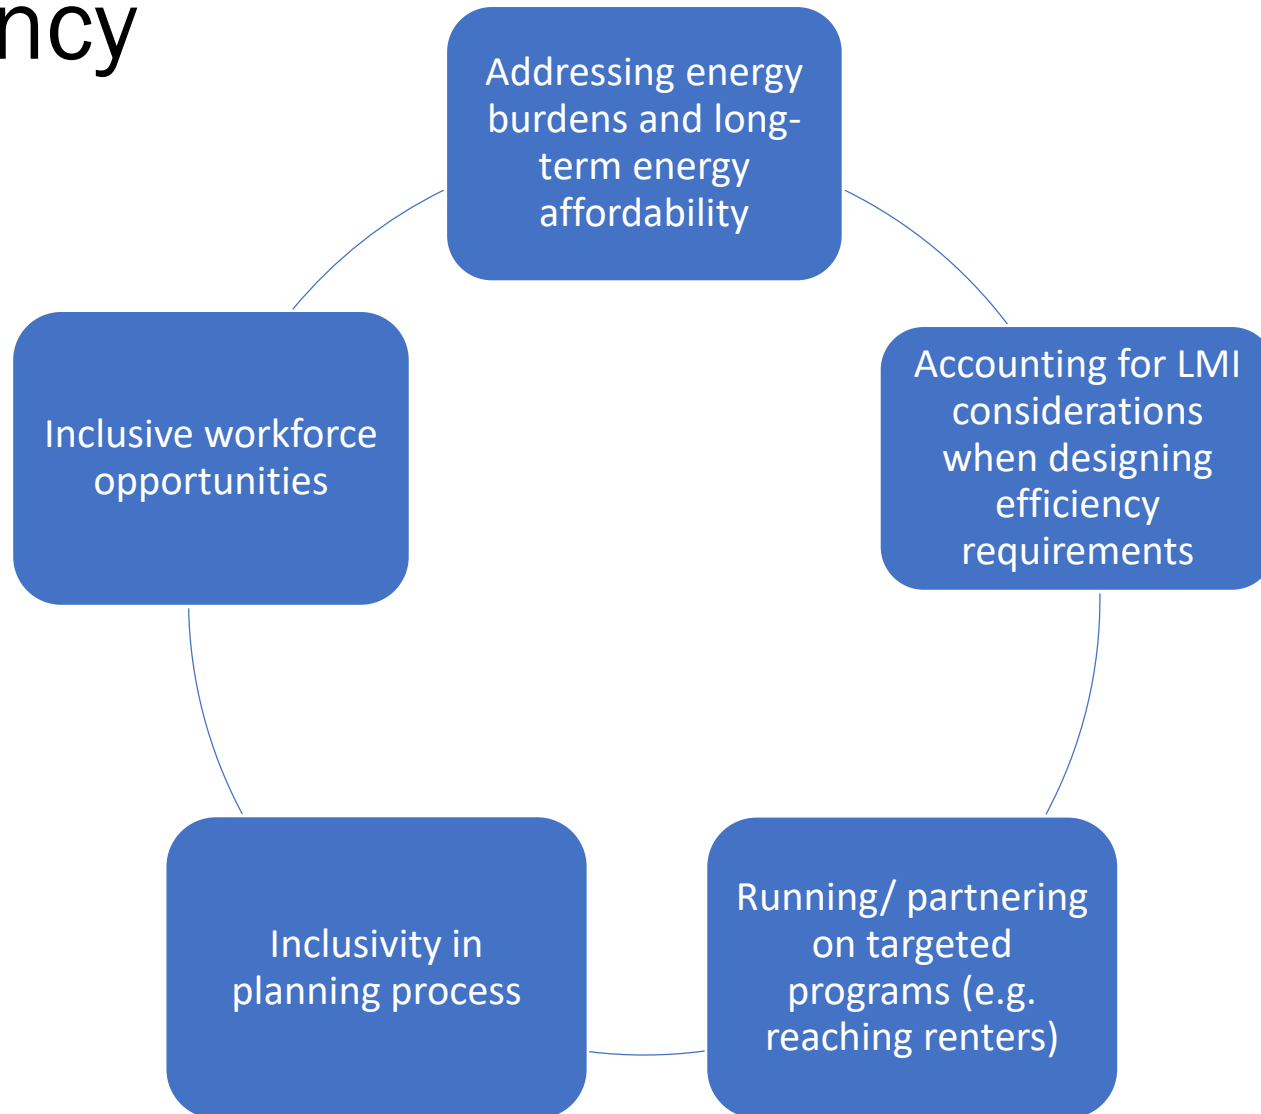 ncy
Addressing energy
burdens and long-
term energy
affordability
Accounting for LMI
considerations
when designing
efficiency
requirements
Running/ partnering
on targeted
programs (e.g.
reaching renters)
Inclusivity in
planning process
Inclusive workforce
opportunities